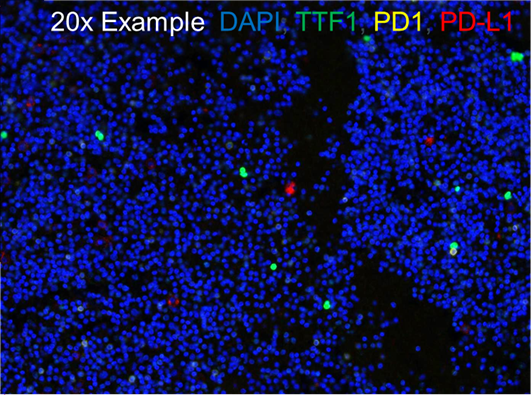 20x Example DAPI, TTF1, PD1, PD-L1